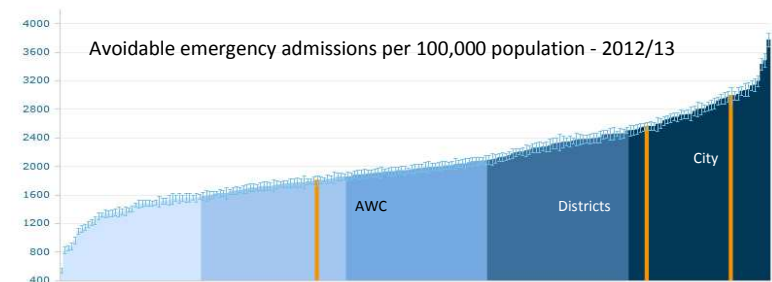 Avoidable emergency admissions per 100,000 population - 2012/13
4000
3600
3200
2800
2400
2000
1600
1200
800
400
City
AWC
Districts